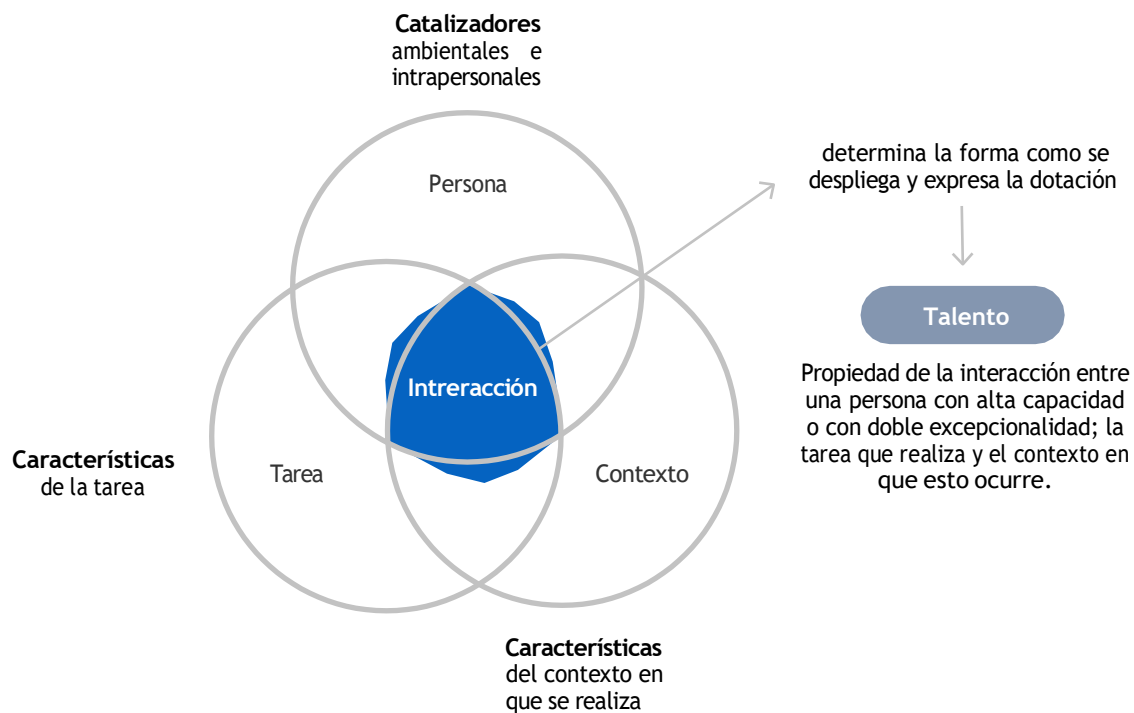 Catalizadores
ambientales e
intrapersonales
Persona
determina la forma como se
despliega y expresa la dotación
Talento
Propiedad de la interacción entre
una persona con alta capacidad
o con doble excepcionalidad; la
tarea que realiza y el contexto en
que esto ocurre.
Intreracción
Características
de la tarea
Tarea
Contexto
Características
del contexto en
que se realiza